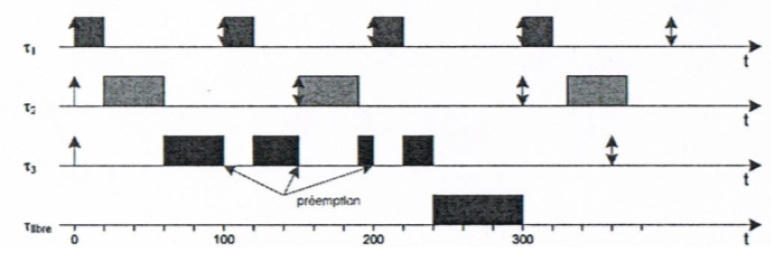 τ1
t
τ2
t
τ3
t
préemption
τlibre
0
100
200
300
t